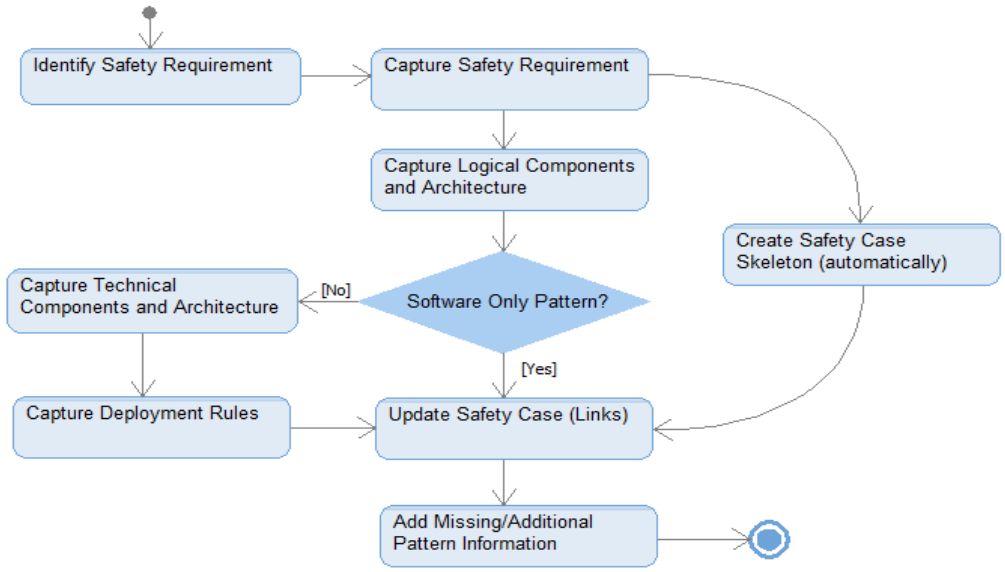 Identify Safety Requirement
Capture Safety Requirement
Capture Logical Components
and Architecture
Create Safety Case
Skeleton (automatically)
Capture Technical
Components and Architecture
[No]
Software Only Pattern?
[Yes]
Capture Deployment Rules
Update Safety Case (Links)
Add Missing/Additional
Pattern Information